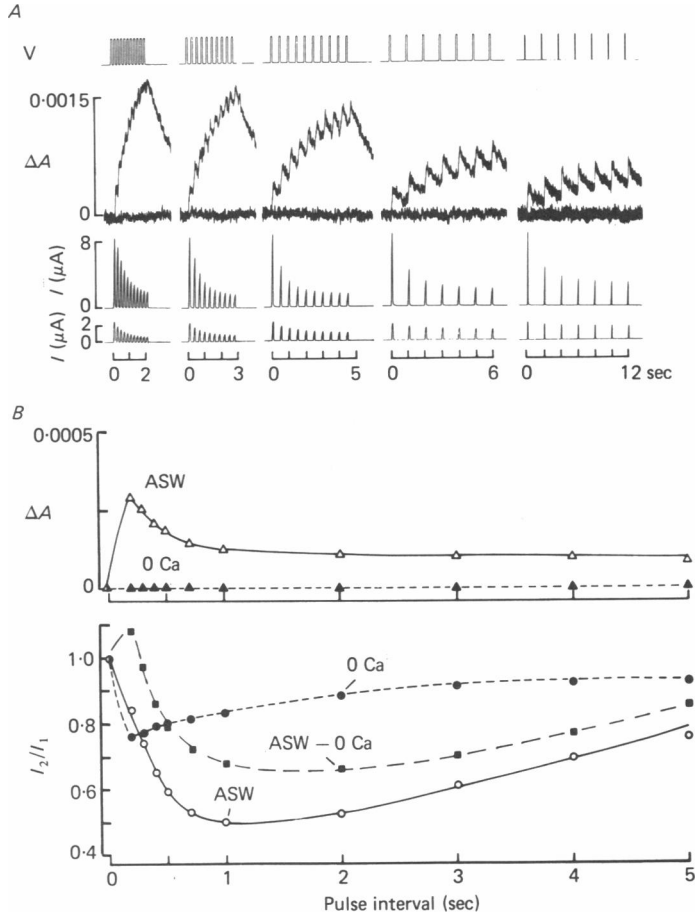 A
V
0·0015
ΔA
0
8
I (μA)
0
2
I (μA)
0
0 2 0 3 0 5 0 6 0 12 sec
B
0·0005
ASW
ΔA
0 Ca
0
1·0
0 Ca
0·8
I₂/I₁
ASW – 0 Ca
0·6
ASW
0·4
0 1 2 3 4 5
Pulse interval (sec)